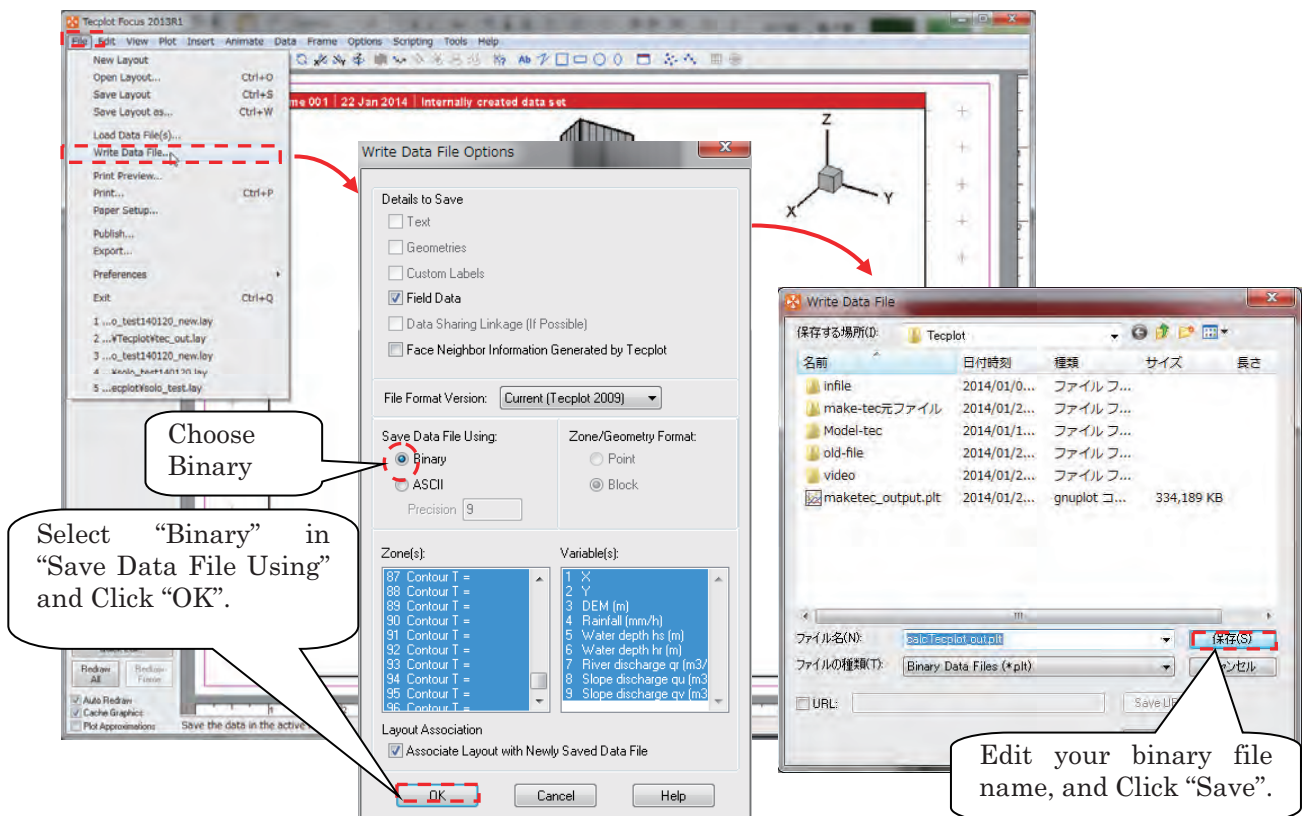 Tecplot Focus 2013R1
File Edit View Plot Insert Animate Data Frame Options Scripting Tools Help
New Layout
Open Layout... Ctrl+O
Save Layout Ctrl+S
Save Layout as... Ctrl+W
Load Data File(s)...
Write Data File...
Print Preview...
Print... Ctrl+P
Paper Setup...
Publish...
Export...
Preferences
Exit Ctrl+Q
1 ...o_test140120_new.lay
2 ...¥Tecplot¥tec_out.lay
3 ...o_test140120_new.lay
4 ...¥solo_test140120.lay
5 ...ecplot¥solo_test.lay
me 001 | 22 Jan 2014 | Internally created data set
Z
Y
X
Write Data File Options
Details to Save
Text
Geometries
Custom Labels
Field Data
Data Sharing Linkage (If Possible)
Face Neighbor Information Generated by Tecplot
File Format Version: Current (Tecplot 2009)
Save Data File Using:
Binary
ASCII
Precision 9
Zone/Geometry Format:
Point
Block
Zone(s):
87 Contour T =
88 Contour T =
89 Contour T =
90 Contour T =
91 Contour T =
92 Contour T =
93 Contour T =
94 Contour T =
95 Contour T =
96 Contour T =
Variable(s):
1 X
2 Y
3 DEM (m)
4 Rainfall (mm/h)
5 Water depth hs (m)
6 Water depth hr (m)
7 River discharge qr (m3/
8 Slope discharge qu (m3
9 Slope discharge qv (m3
Layout Association
Associate Layout with Newly Saved Data File
OK Cancel Help
Choose
Binary
Select “Binary” in
“Save Data File Using”
and Click “OK”.
Redraw
All
Redraw
Frame
Auto Redraw
Cache Graphics
Plot Approximations
Save the data in the active
Write Data File
保存する場所(I): Tecplot
名前 日付時刻 種類 サイズ 長さ
infile 2014/01/0... ファイル フ...
make-tec元ファイル 2014/01/2... ファイル フ...
Model-tec 2014/01/1... ファイル フ...
old-file 2014/01/2... ファイル フ...
video 2014/01/2... ファイル フ...
maketec_output.plt 2014/01/2... gnuplot コ... 334,189 KB
ファイル名(N): calcTecplot out.plt 保存(S)
ファイルの種類(T): Binary Data Files (*.plt) ンセル
URL:
Edit your binary file
name, and Click “Save”.